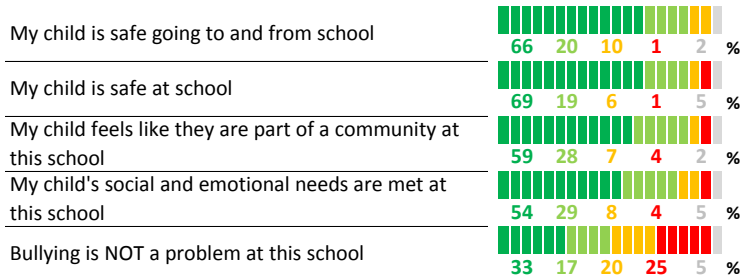 My child is safe going to and from school
66 20 10 1 2 %
My child is safe at school
69 19 6 1 5 %
My child feels like they are part of a community at
this school
59 28 7 4 2 %
My child's social and emotional needs are met at
this school
54 29 8 4 5 %
Bullying is NOT a problem at this school
33 17 20 25 5 %